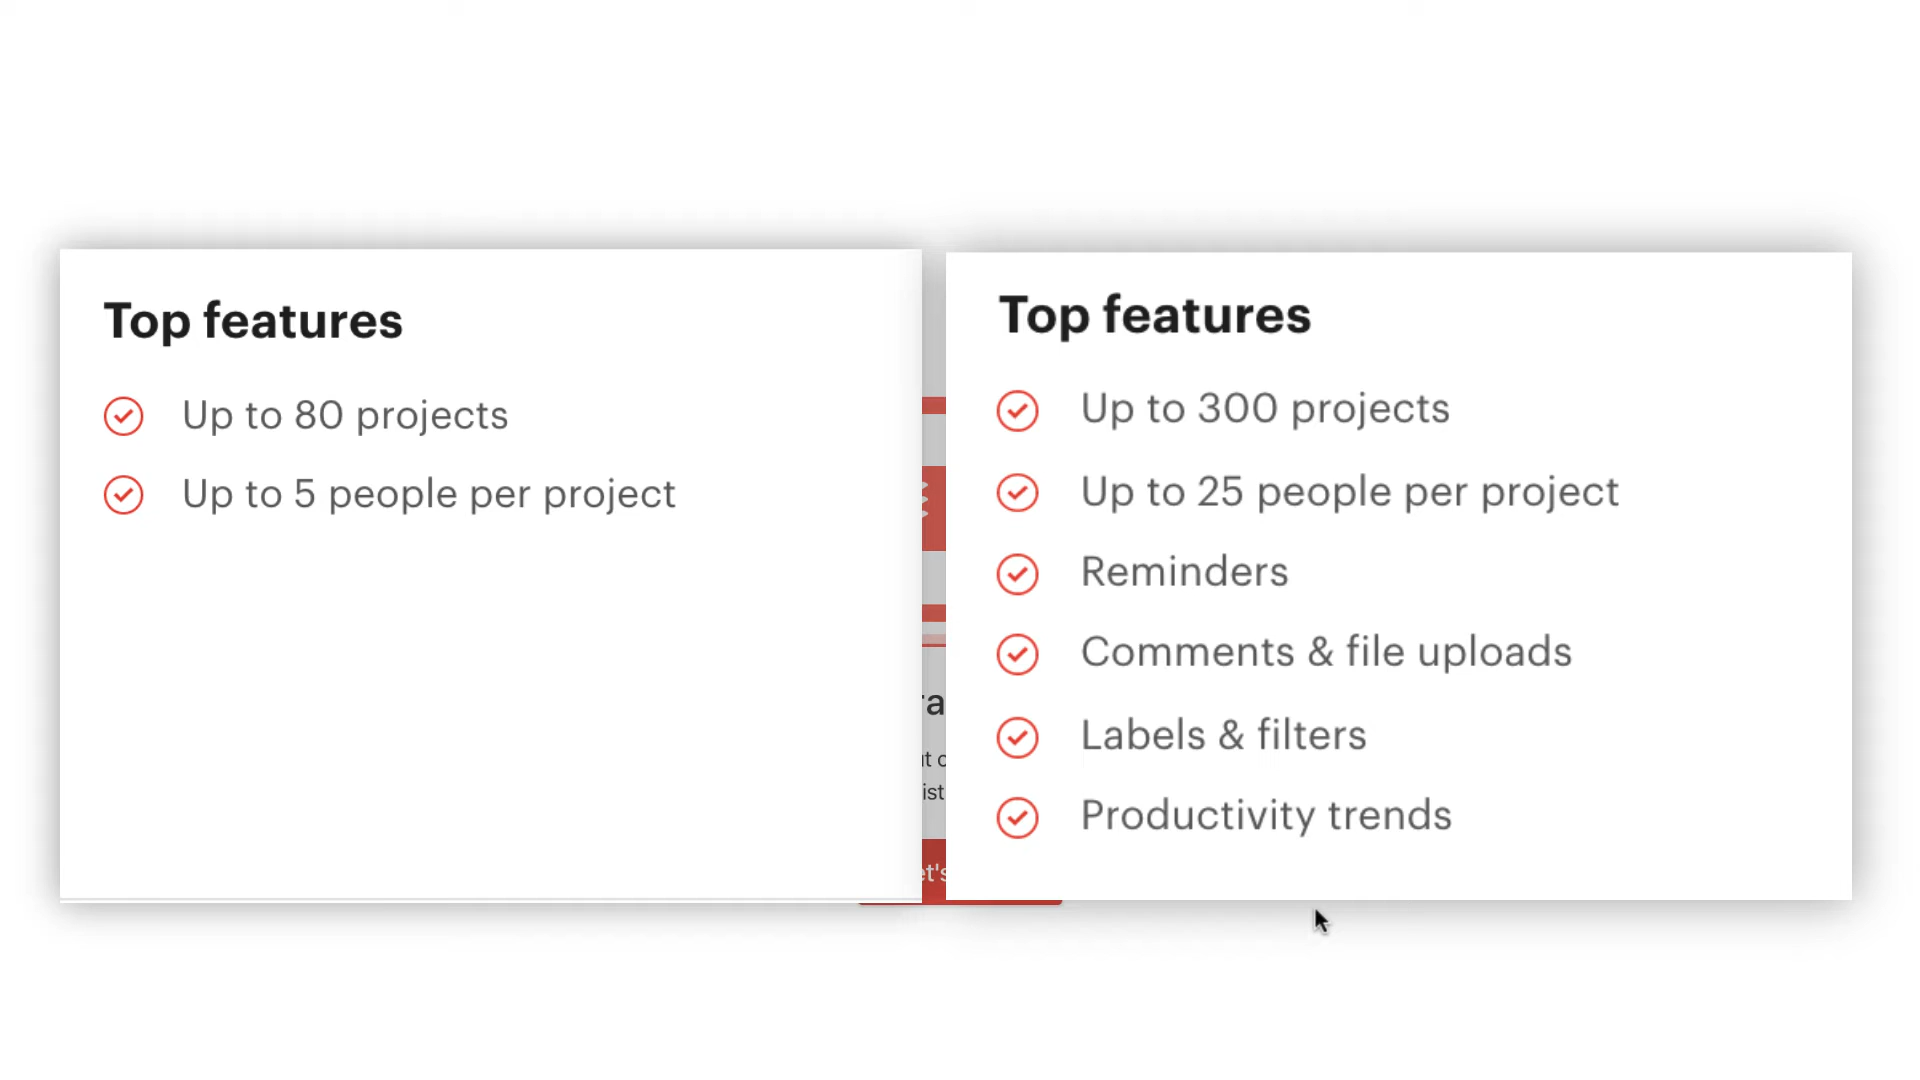 Top features
Up to 80 projects
Up to 5 people per project
Top features
Up to 300 projects
Up to 25 people per project
Reminders
Comments & file uploads
Labels & filters
Productivity trends